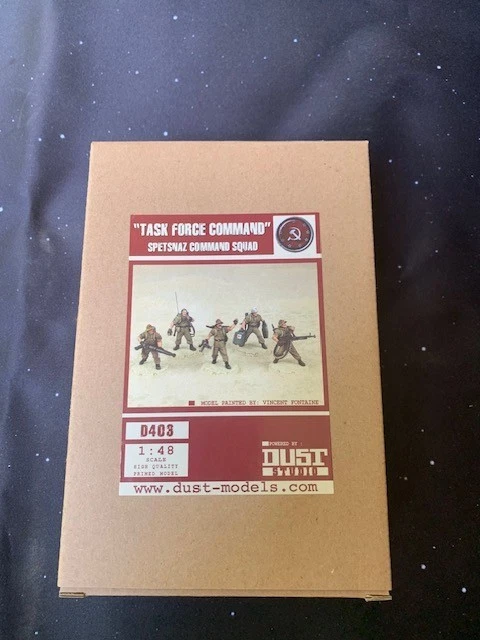 "TASK FORCE COMMAND"
SPETSNAZ COMMAND SQUAD
MODEL PAINTED BY: VINCENT FONTAINE
D403
1:48
SCALE
HIGH QUALITY
PRIMED MODEL
POWERED BY :
DUST
STUDIO
www.dust-models.com